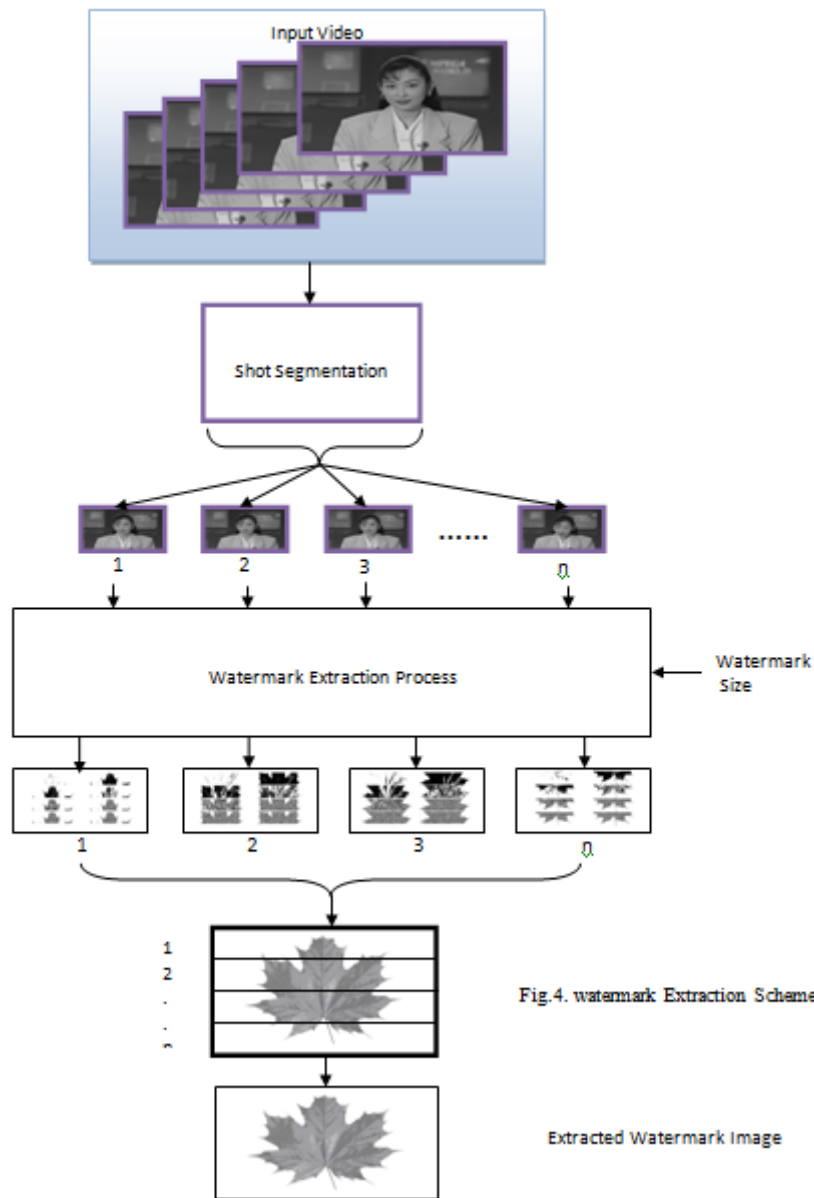 Input Video
Shot Segmentation
1 2 3 ...... n
Watermark Extraction Process
Watermark
Size
1 2 3 n
1
2
.
.
n
Fig.4. watermark Extraction Scheme
Extracted Watermark Image